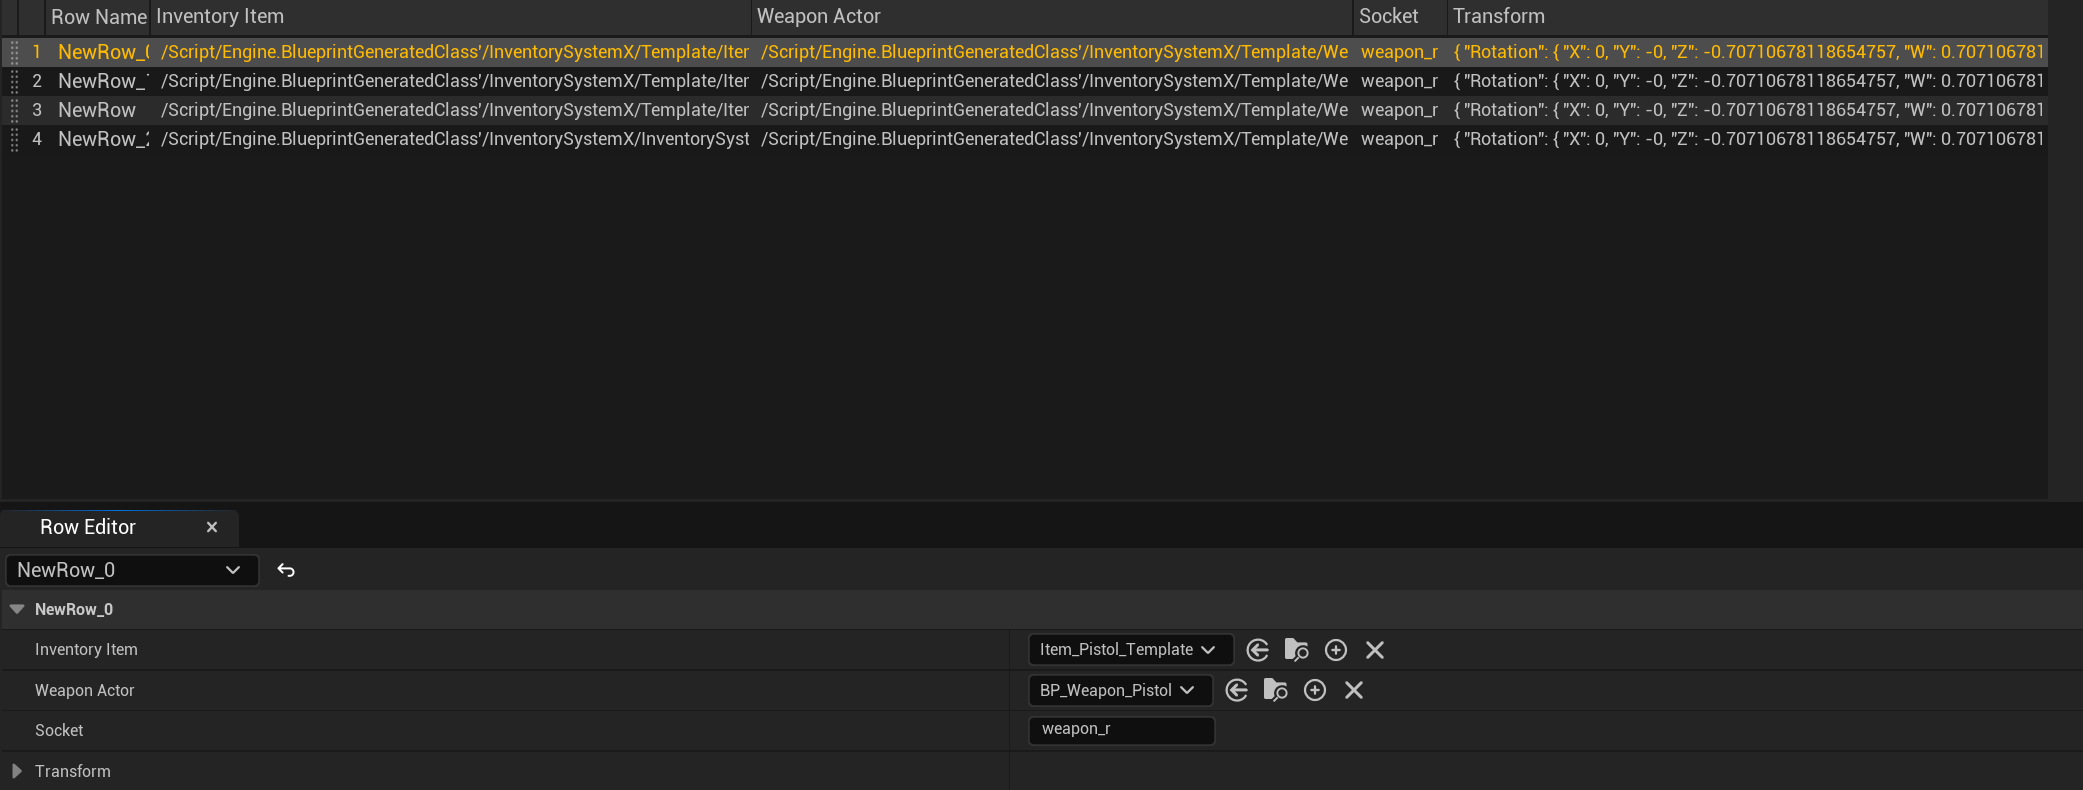 Row Name Inventory Item Weapon Actor Socket Transform
1 NewRow_0 /Script/Engine.BlueprintGeneratedClass'/InventorySystemX/Template/Iter /Script/Engine.BlueprintGeneratedClass'/InventorySystemX/Template/We weapon_r { "Rotation": { "X": 0, "Y": -0, "Z": -0.70710678118654757, "W": 0.707106781
2 NewRow_ /Script/Engine.BlueprintGeneratedClass'/InventorySystemX/Template/Iter /Script/Engine.BlueprintGeneratedClass'/InventorySystemX/Template/We weapon_r { "Rotation": { "X": 0, "Y": -0, "Z": -0.70710678118654757, "W": 0.707106781
3 NewRow /Script/Engine.BlueprintGeneratedClass'/InventorySystemX/Template/Iter /Script/Engine.BlueprintGeneratedClass'/InventorySystemX/Template/We weapon_r { "Rotation": { "X": 0, "Y": -0, "Z": -0.70710678118654757, "W": 0.707106781
4 NewRow_2 /Script/Engine.BlueprintGeneratedClass'/InventorySystemX/InventorySyst /Script/Engine.BlueprintGeneratedClass'/InventorySystemX/Template/We weapon_r { "Rotation": { "X": 0, "Y": -0, "Z": -0.70710678118654757, "W": 0.707106781
Row Editor
NewRow_0
NewRow_0
Inventory Item Item_Pistol_Template
Weapon Actor BP_Weapon_Pistol
Socket weapon_r
Transform